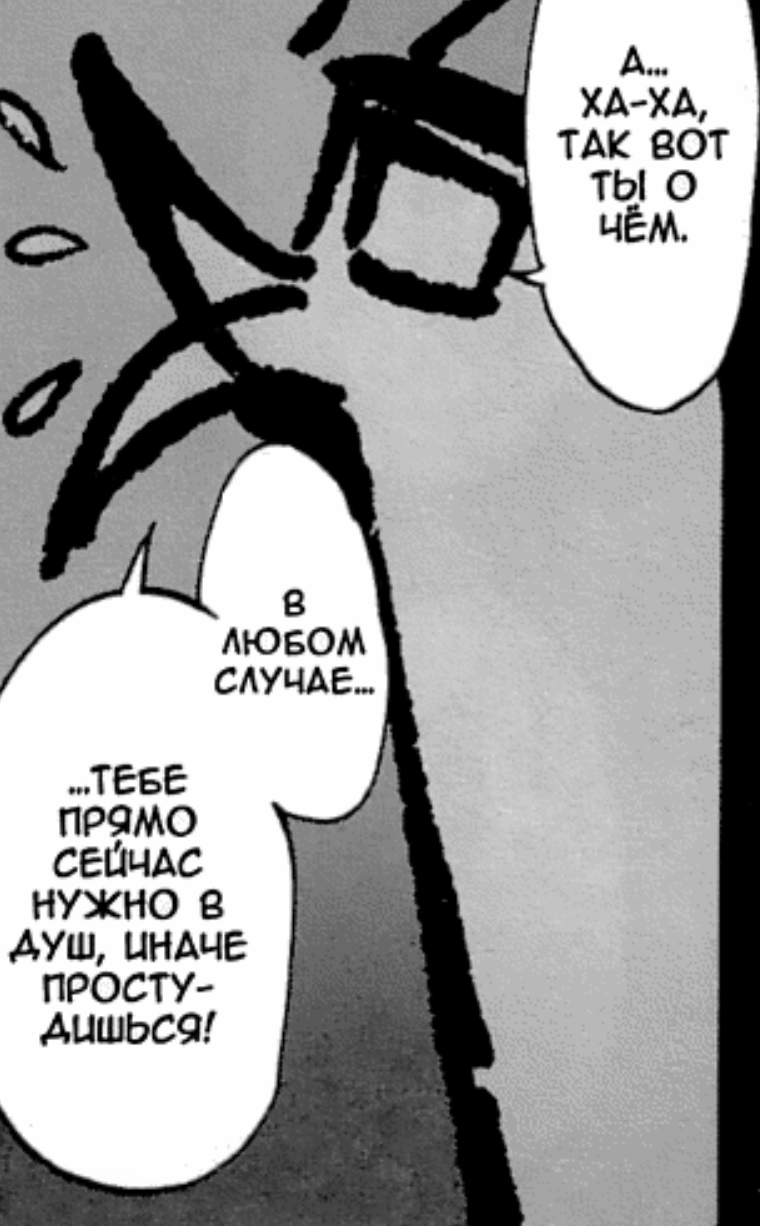 А...
ХА-ХА,
ТАК ВОТ
ТЫ О
ЧЁМ.
В
ЛЮБОМ
СЛУЧАЕ...
...ТЕБЕ
ПРЯМО
СЕЙЧАС
НУЖНО В
ДУШ, ИНАЧЕ
ПРОСТУ-
ДИШЬСЯ!